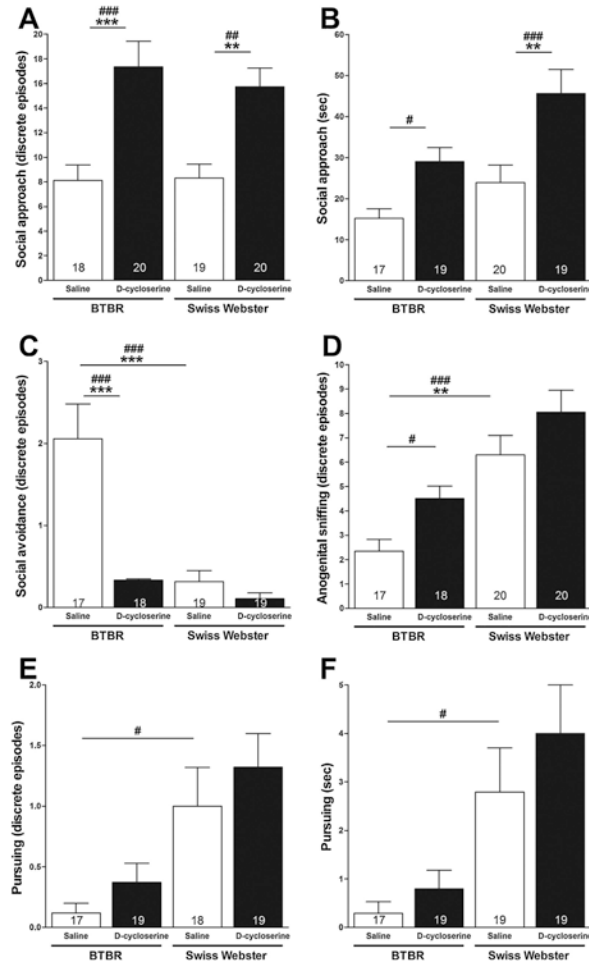 A
###
***
##
**
Social approach (discrete episodes)
20
18
16
14
12
10
8
6
4
2
0
18
20
19
20
Saline
D-cycloserine
Saline
D-cycloserine
BTBR
Swiss Webster
B
#
###
**
Social approach (sec)
60
50
40
30
20
10
0
17
19
20
19
Saline
D-cycloserine
Saline
D-cycloserine
BTBR
Swiss Webster
C
###
***
###
***
Social avoidance (discrete episodes)
3
2
1
0
17
18
19
19
Saline
D-cycloserine
Saline
D-cycloserine
BTBR
Swiss Webster
D
###
**
#
Anogenital sniffing (discrete episodes)
10
9
8
7
6
5
4
3
2
1
0
17
18
20
20
Saline
D-cycloserine
Saline
D-cycloserine
BTBR
Swiss Webster
E
#
Pursuing (discrete episodes)
2.0
1.5
1.0
0.5
0.0
17
19
18
19
Saline
D-cycloserine
Saline
D-cycloserine
BTBR
Swiss Webster
F
#
Pursuing (sec)
5
4
3
2
1
0
17
19
19
19
Saline
D-cycloserine
Saline
D-cycloserine
BTBR
Swiss Webster